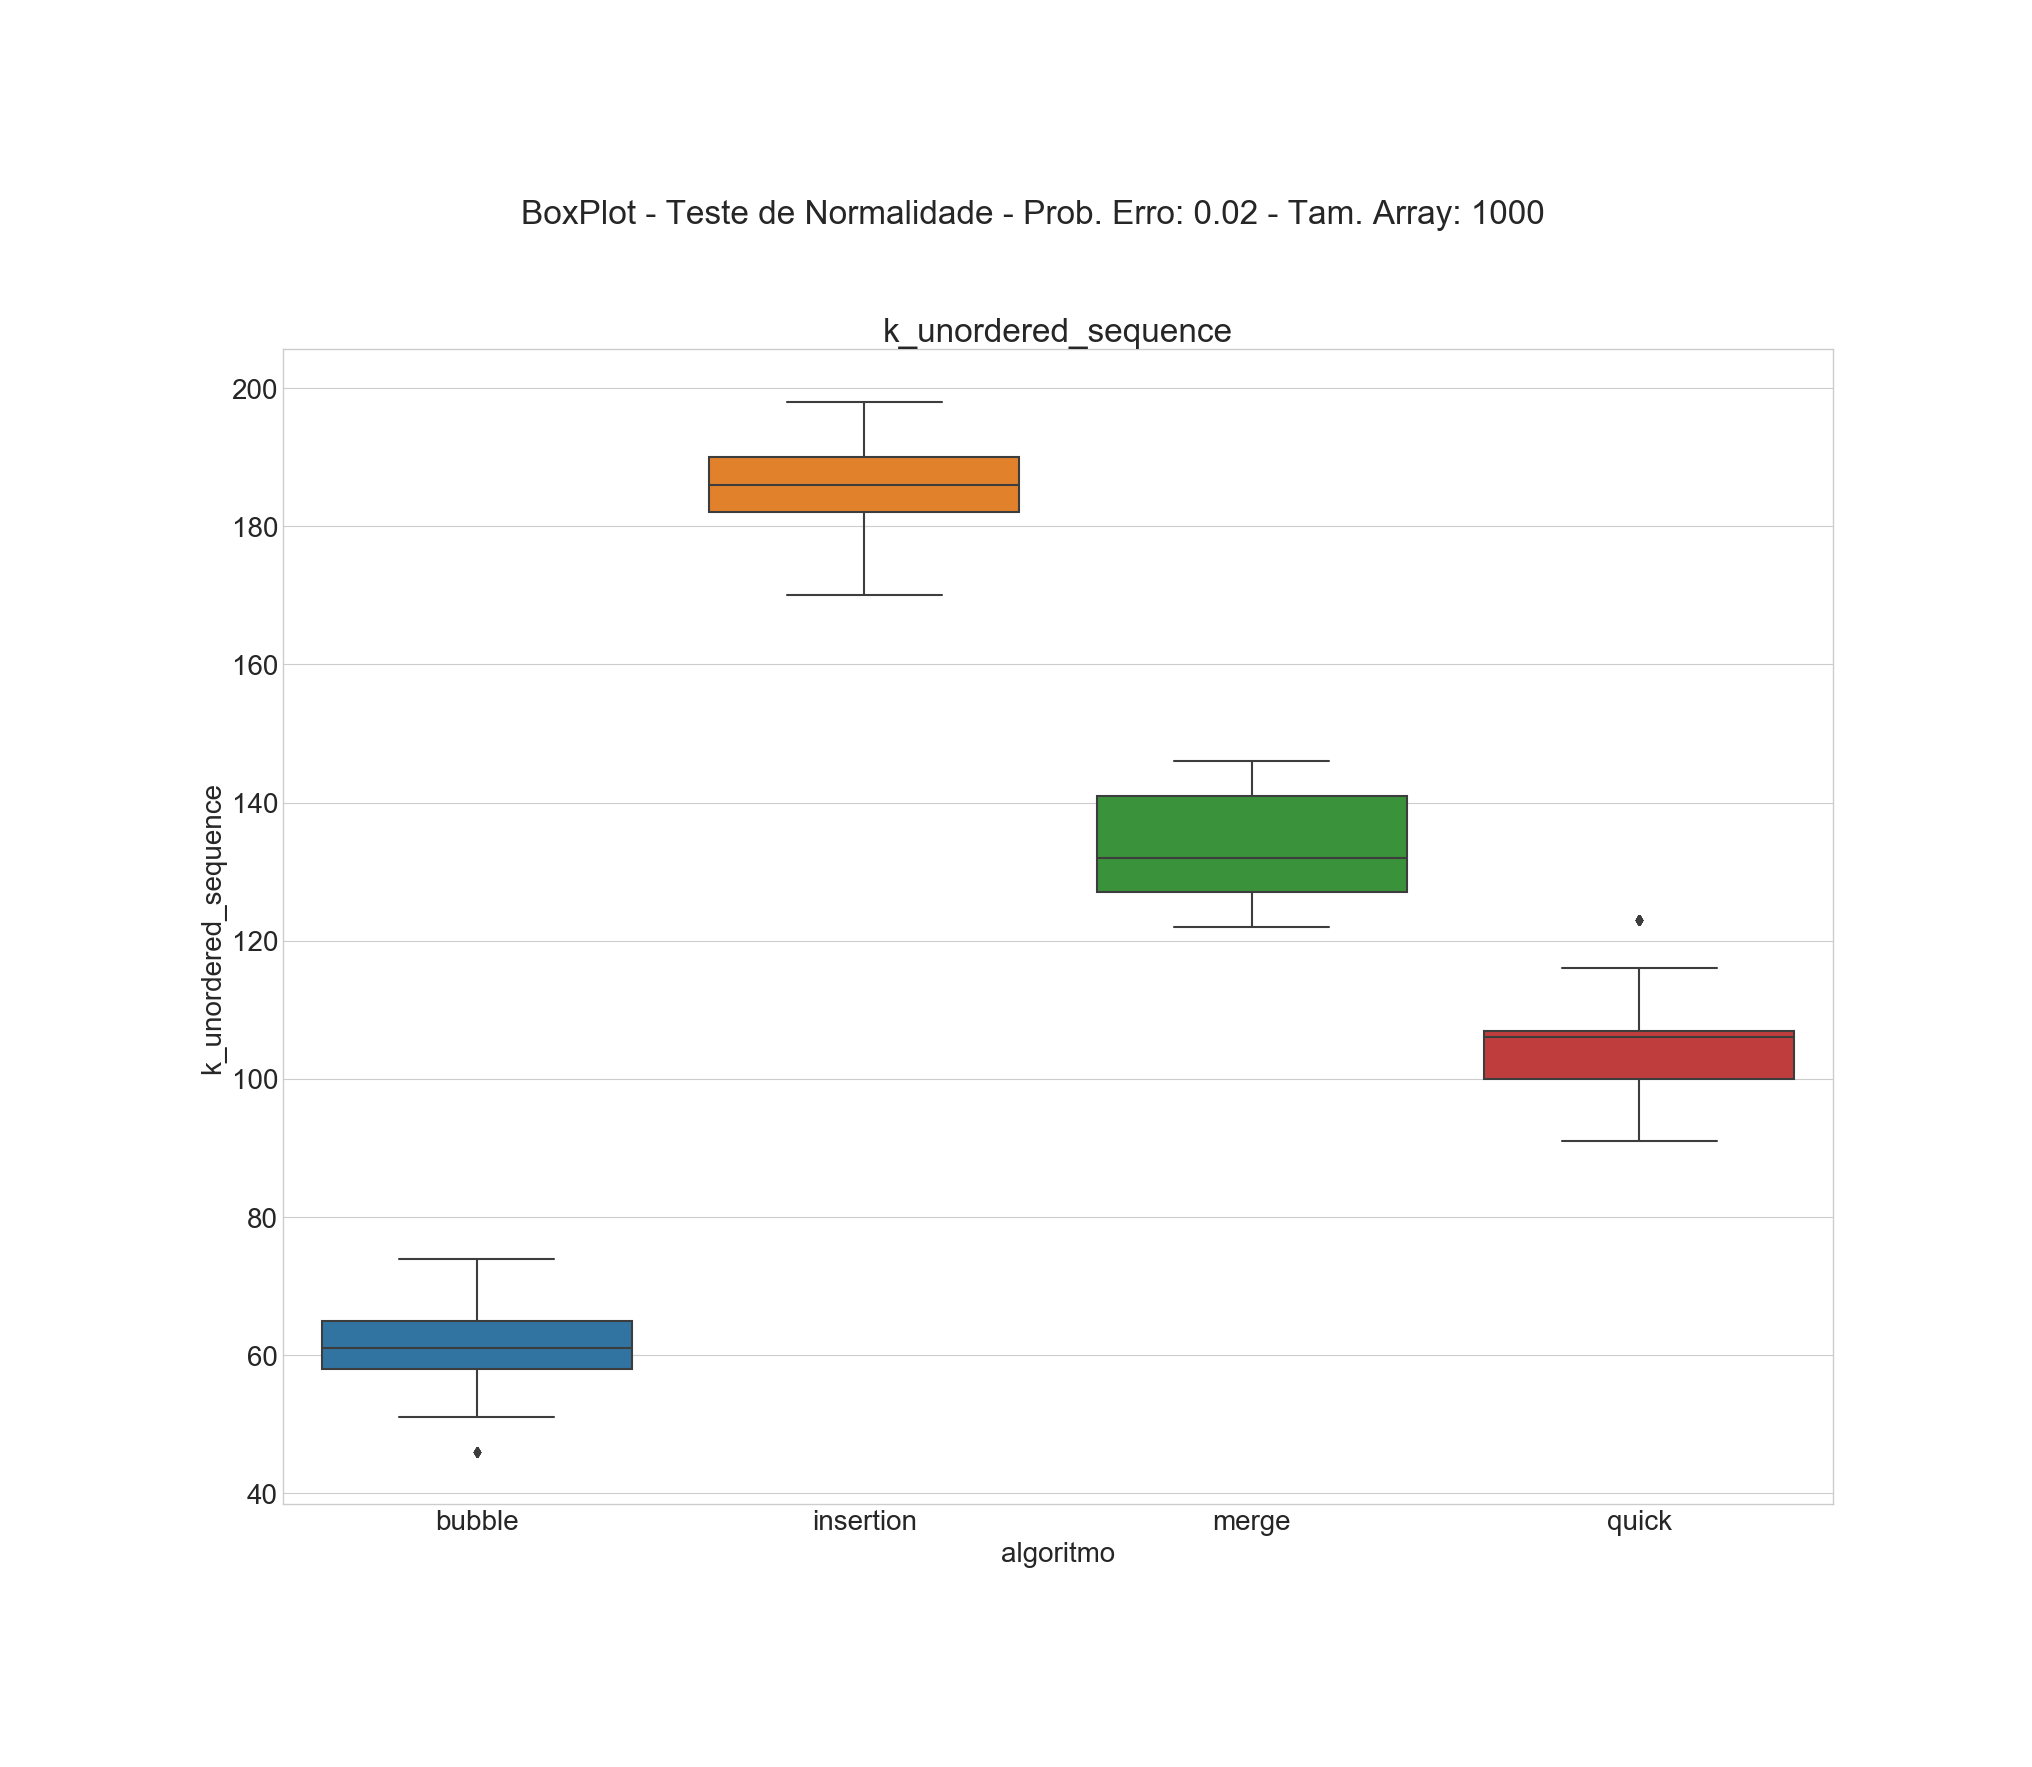 BoxPlot - Teste de Normalidade - Prob. Erro: 0.02 - Tam. Array: 1000
k_unordered_sequence
k_unordered_sequence
200
180
160
140
120
100
80
60
40
bubble insertion merge quick
algoritmo